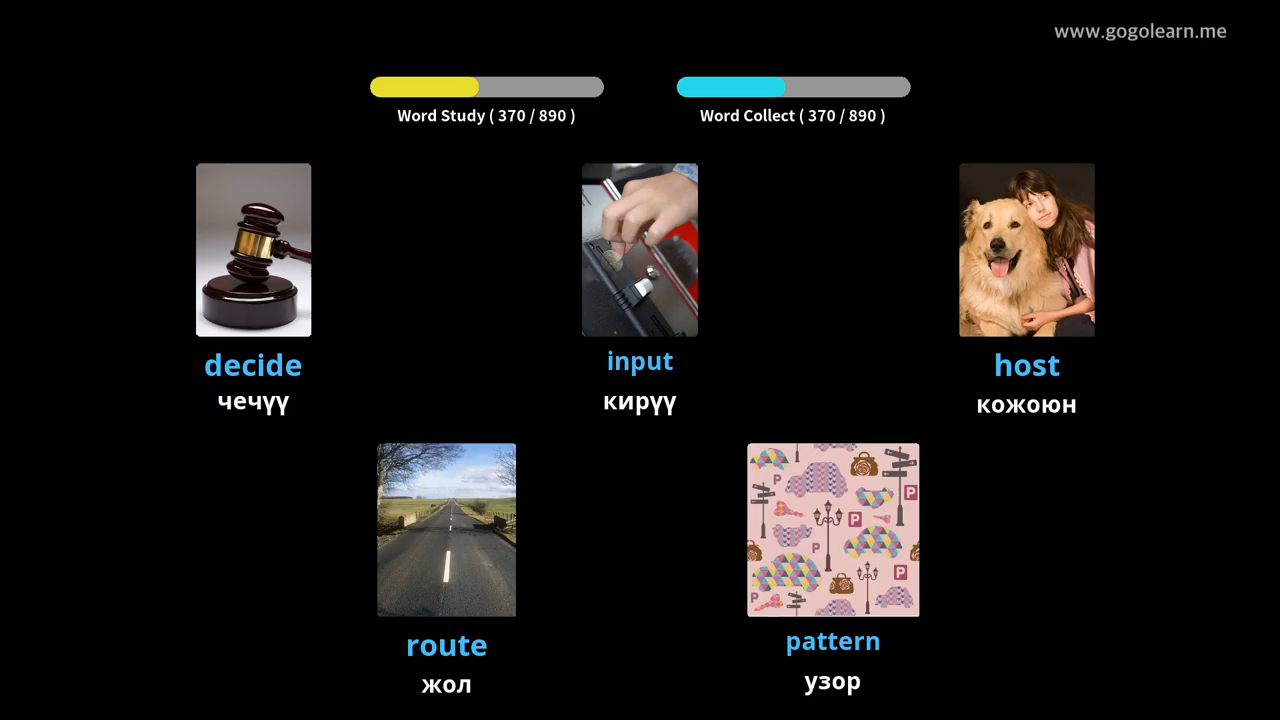 www.gogolearn.me
Word Study ( 370 / 890 )
Word Collect ( 370 / 890 )
decide
чечүү
input
кирүү
host
кожоюн
route
жол
pattern
узор
P
P
P
P
P